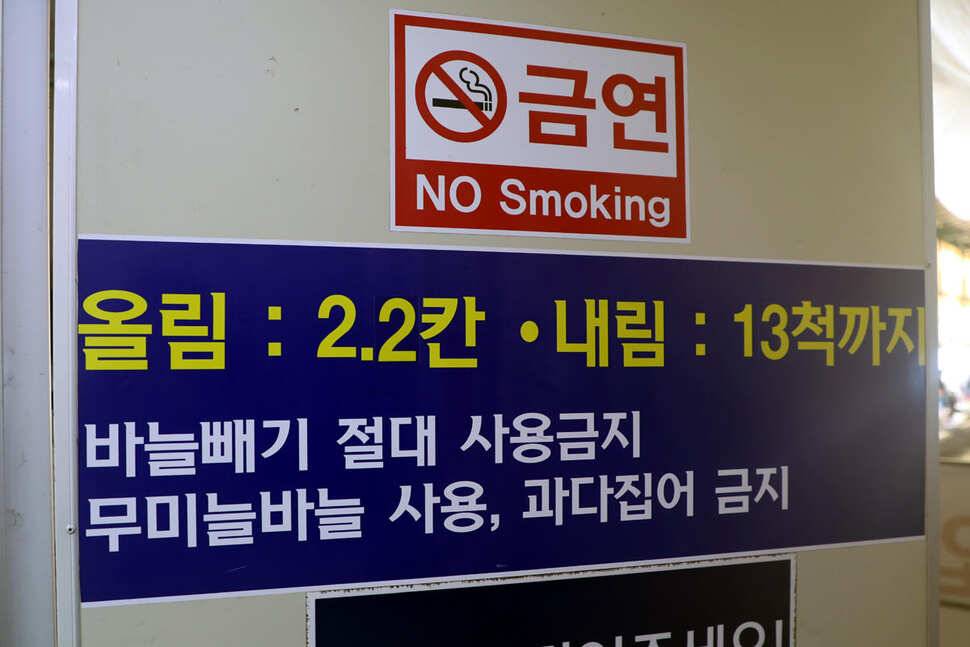 금연
NO Smoking
올림 : 2.2칸 • 내림 : 13척까지
바늘빼기 절대 사용금지
무미늘바늘 사용, 과다집어 금지